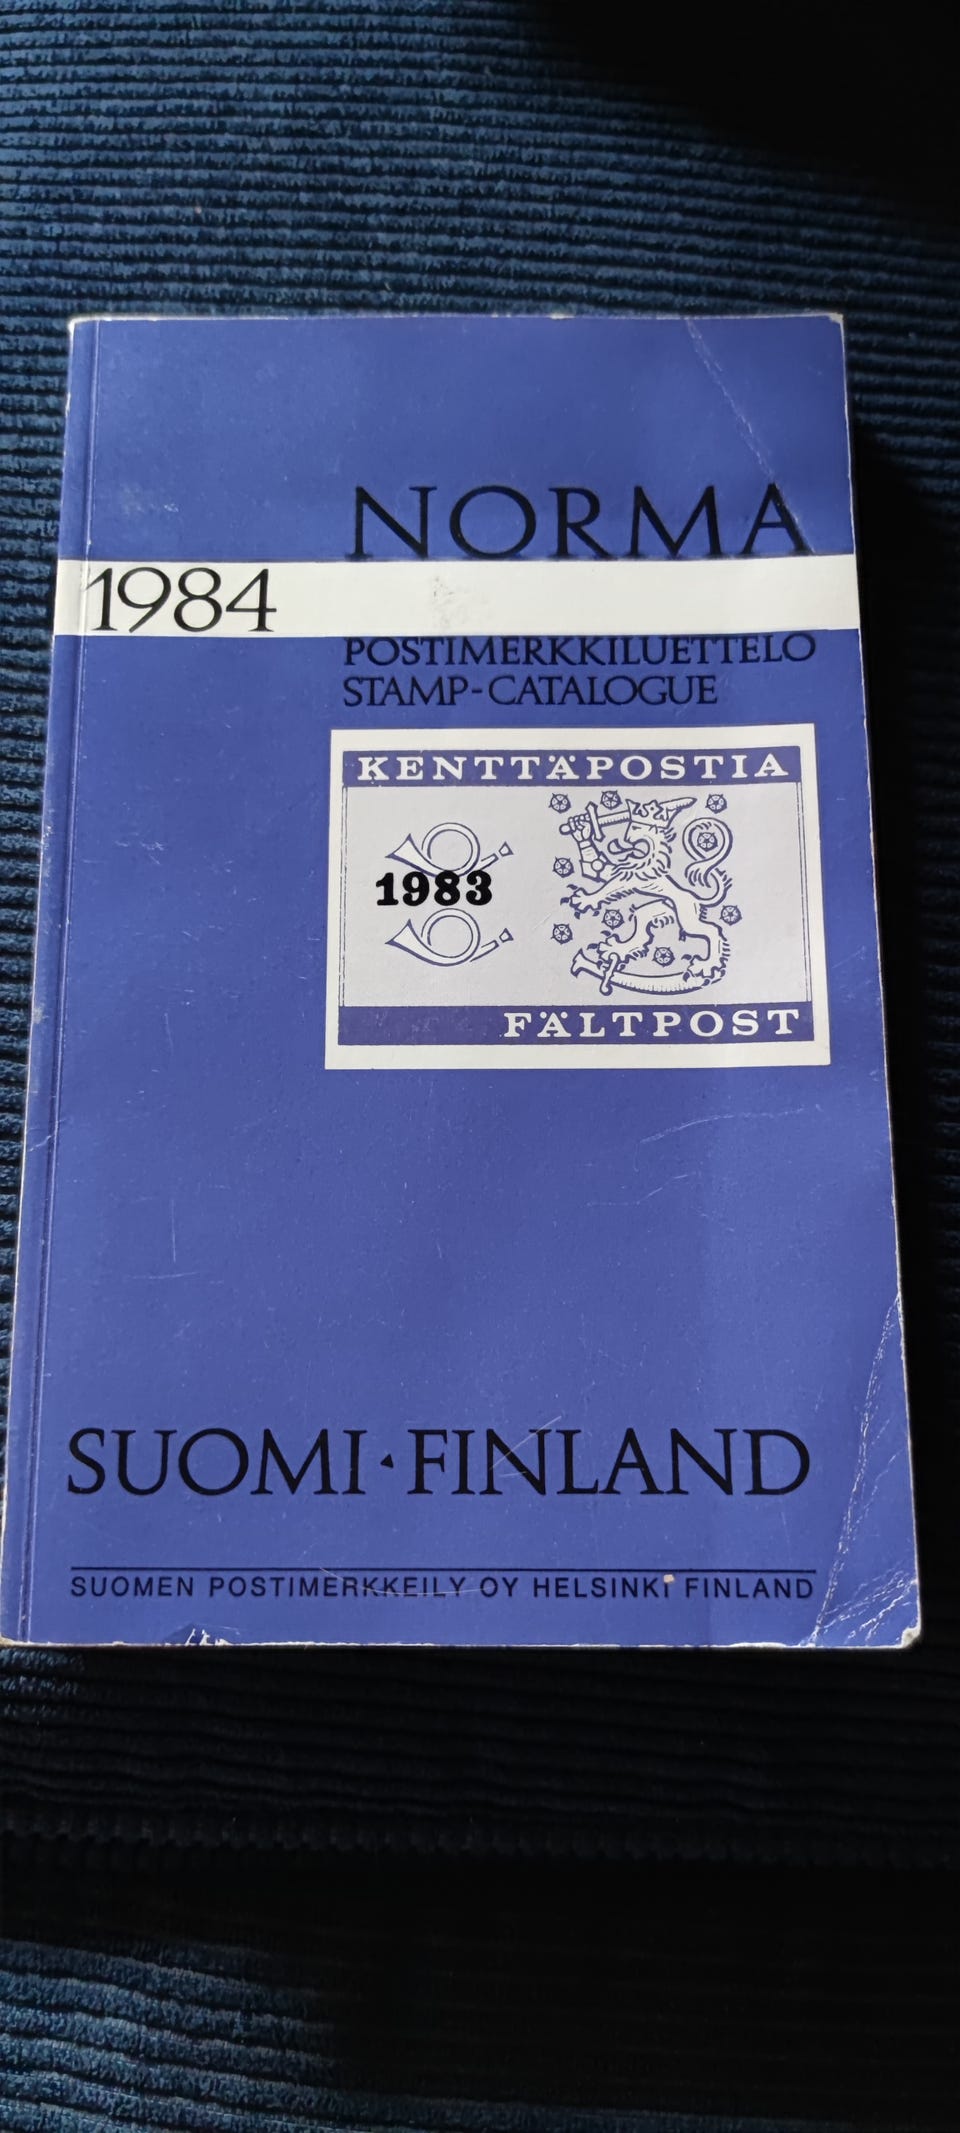 NORMA
1984
POSTIMERKKILUETTELO
STAMP-CATALOGUE
KENTTÄPOSTIA
1983
FÄLTPOST
SUOMI · FINLAND
SUOMEN POSTIMERKKEILY OY HELSINKI FINLAND